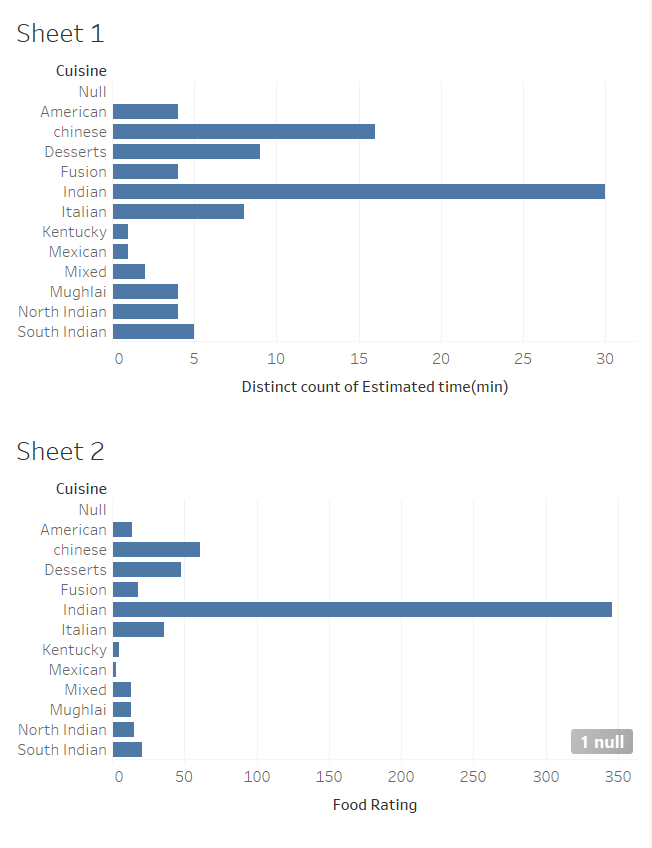 Sheet 1
Cuisine
Null
American
chinese
Desserts
Fusion
Indian
Italian
Kentucky
Mexican
Mixed
Mughlai
North Indian
South Indian
0 5 10 15 20 25 30
Distinct count of Estimated time(min)
Sheet 2
Cuisine
Null
American
chinese
Desserts
Fusion
Indian
Italian
Kentucky
Mexican
Mixed
Mughlai
North Indian
South Indian
1 null
0 50 100 150 200 250 300 350
Food Rating